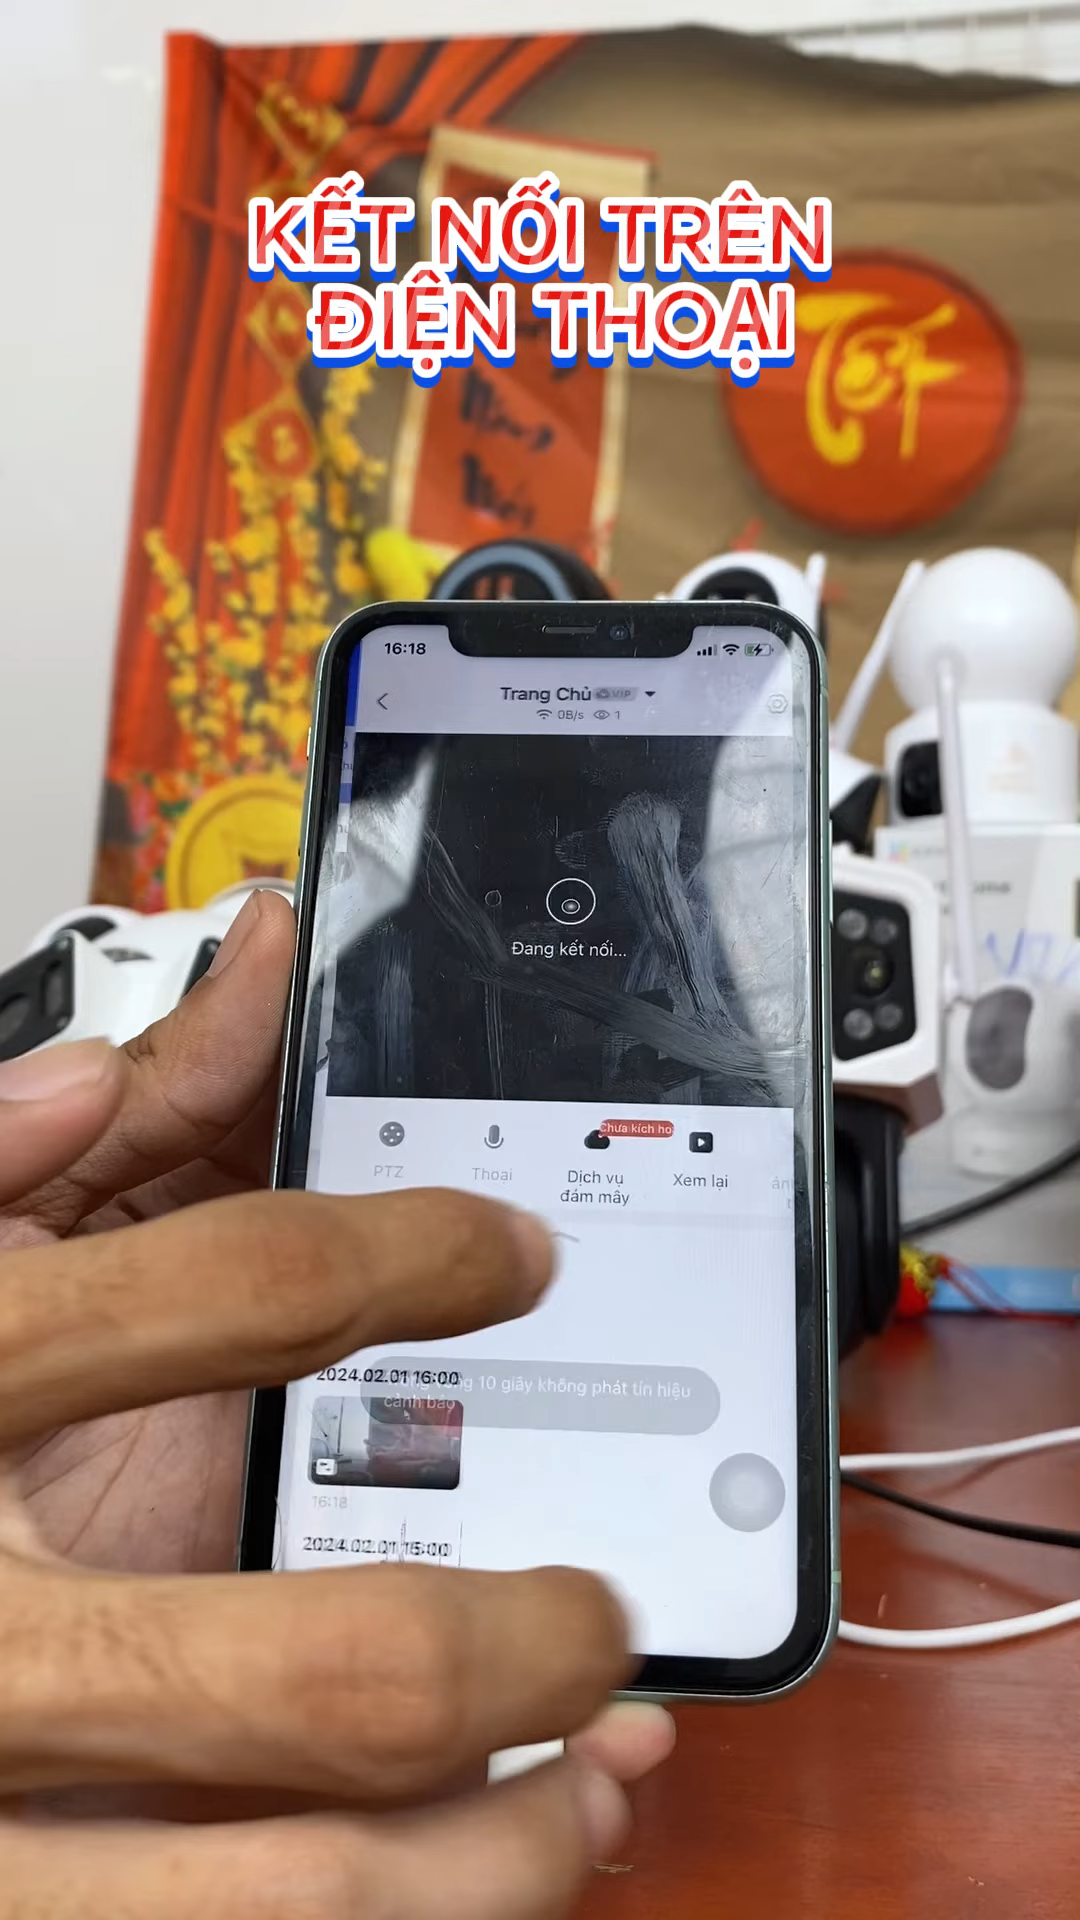 KẾT NỐI TRÊN
ĐIỆN THOẠI
Tết
16:18
Trang Chủ VIP
0B/s 1
Đang kết nối...
Chưa kích ho
PTZ
Thoại
Dịch vụ
đám mây
Xem lại
2024.02.01 16:00
10 giây không phát tín hiệu
cảnh báo
16:18
2024.02.01 15:00